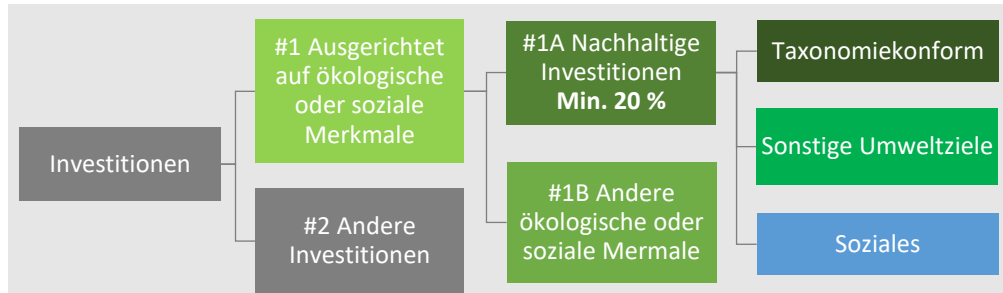 Investitionen
#1 Ausgerichtet
auf ökologische
oder soziale
Merkmale
#2 Andere
Investitionen
#1A Nachhaltige
Investitionen
Min. 20 %
#1B Andere
ökologische oder
soziale Mermale
Taxonomiekonform
Sonstige Umweltziele
Soziales